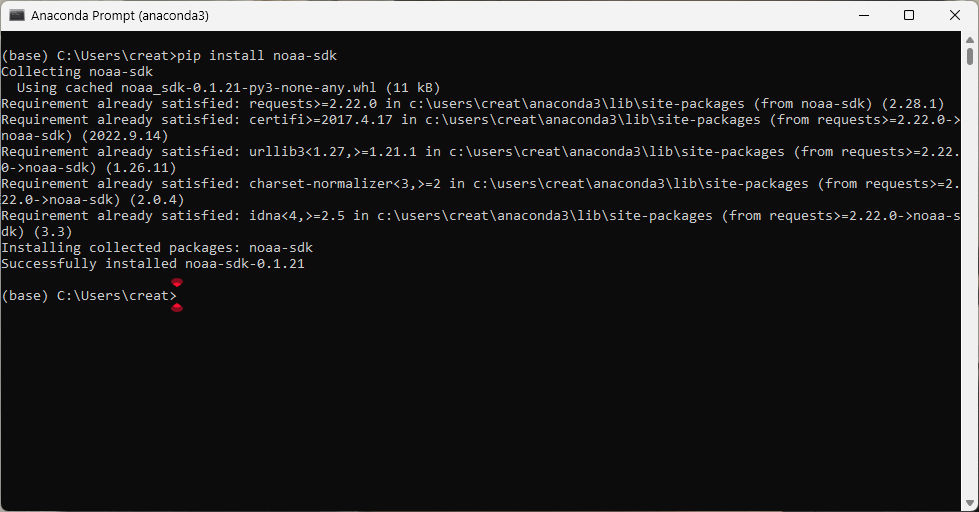 Anaconda Prompt (anaconda3)
(base) C:\Users\creat>pip install noaa-sdk
Collecting noaa-sdk
  Using cached noaa_sdk-0.1.21-py3-none-any.whl (11 kB)
Requirement already satisfied: requests>=2.22.0 in c:\users\creat\anaconda3\lib\site-packages (from noaa-sdk) (2.28.1)
Requirement already satisfied: certifi>=2017.4.17 in c:\users\creat\anaconda3\lib\site-packages (from requests>=2.22.0->
noaa-sdk) (2022.9.14)
Requirement already satisfied: urllib3<1.27,>=1.21.1 in c:\users\creat\anaconda3\lib\site-packages (from requests>=2.22.
0->noaa-sdk) (1.26.11)
Requirement already satisfied: charset-normalizer<3,>=2 in c:\users\creat\anaconda3\lib\site-packages (from requests>=2.
22.0->noaa-sdk) (2.0.4)
Requirement already satisfied: idna<4,>=2.5 in c:\users\creat\anaconda3\lib\site-packages (from requests>=2.22.0->noaa-s
dk) (3.3)
Installing collected packages: noaa-sdk
Successfully installed noaa-sdk-0.1.21
(base) C:\Users\creat>